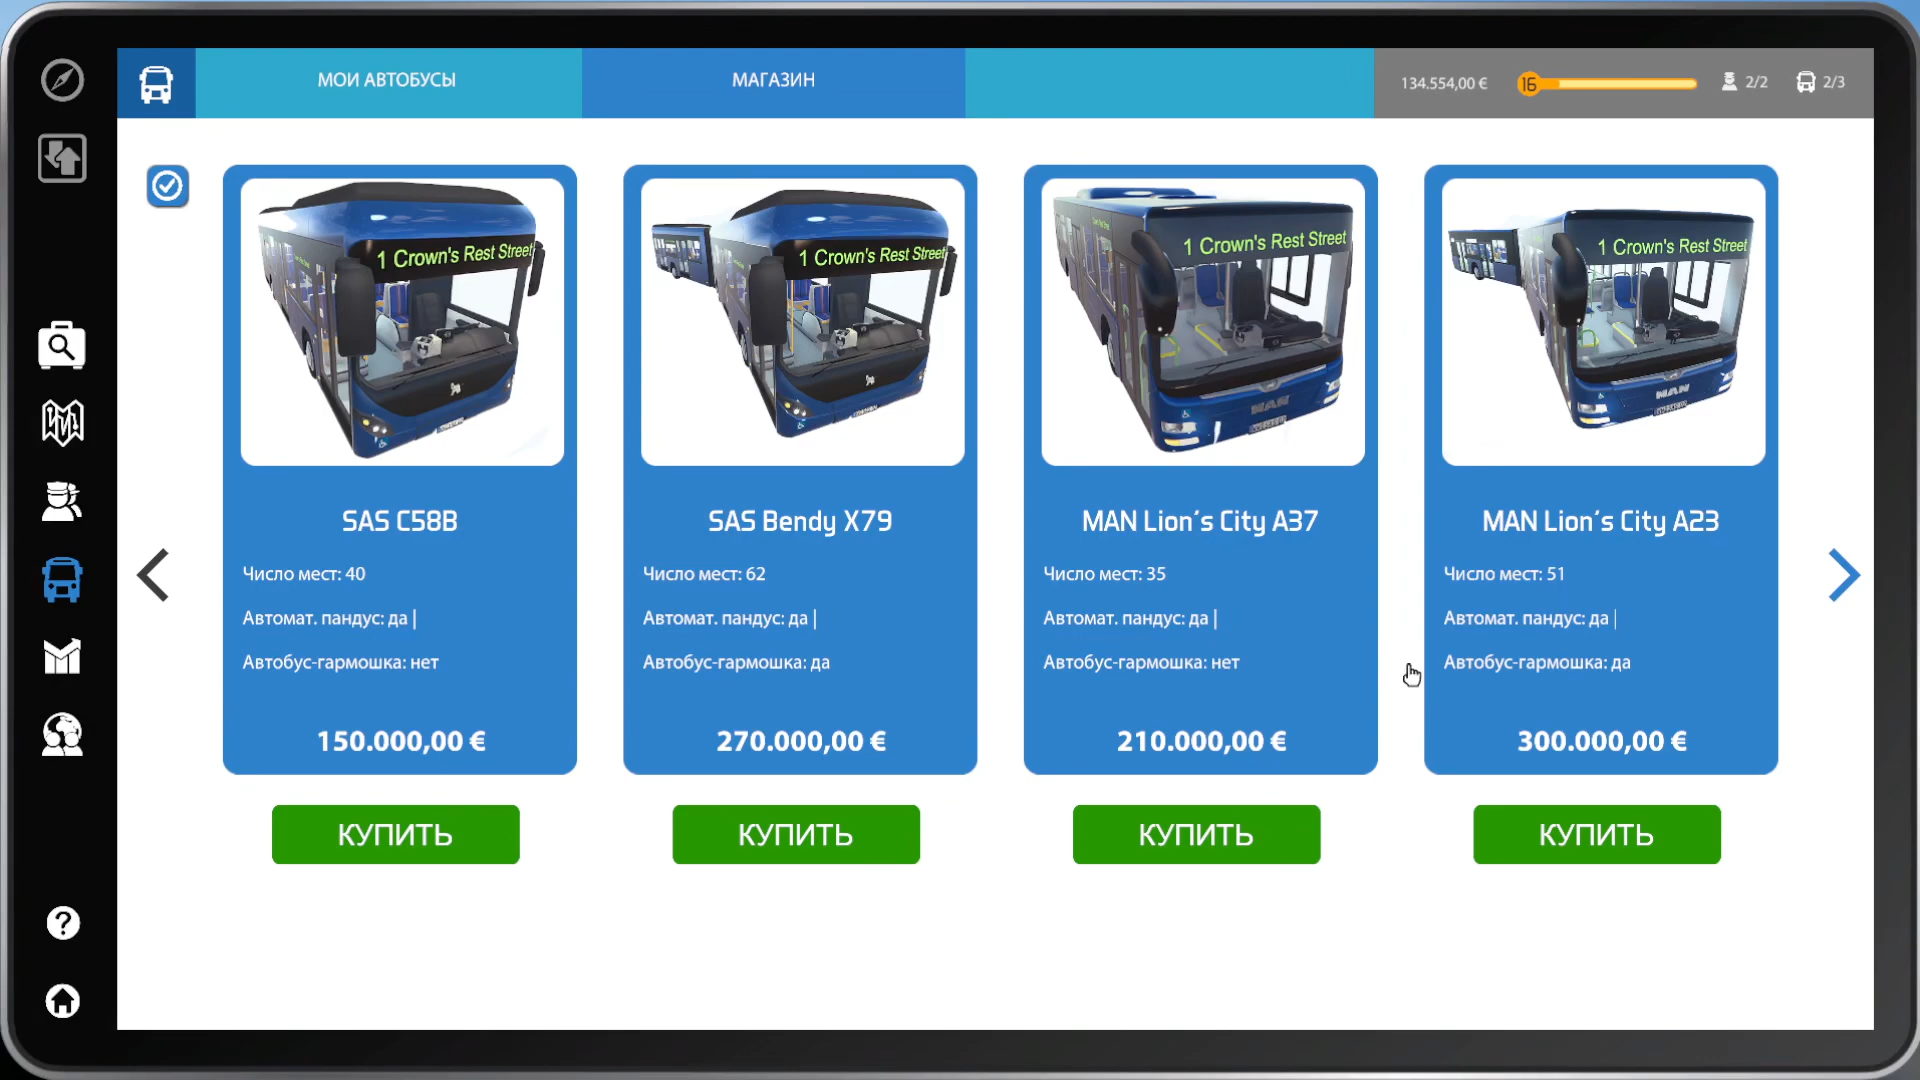 МОИ АВТОБУСЫ
МАГАЗИН
134.554,00 €
16
2/2
2/3
1 Crown's Rest Street
1 Crown's Rest Street
1 Crown's Rest Street
1 Crown's Rest Street
MAN
MAN
SAS C58B
SAS Bendy X79
MAN Lion´s City A37
MAN Lion´s City A23
Число мест: 40
Число мест: 62
Число мест: 35
Число мест: 51
Автомат. пандус: да |
Автомат. пандус: да |
Автомат. пандус: да |
Автомат. пандус: да |
Автобус-гармошка: нет
Автобус-гармошка: да
Автобус-гармошка: нет
Автобус-гармошка: да
150.000,00 €
270.000,00 €
210.000,00 €
300.000,00 €
КУПИТЬ
КУПИТЬ
КУПИТЬ
КУПИТЬ
?